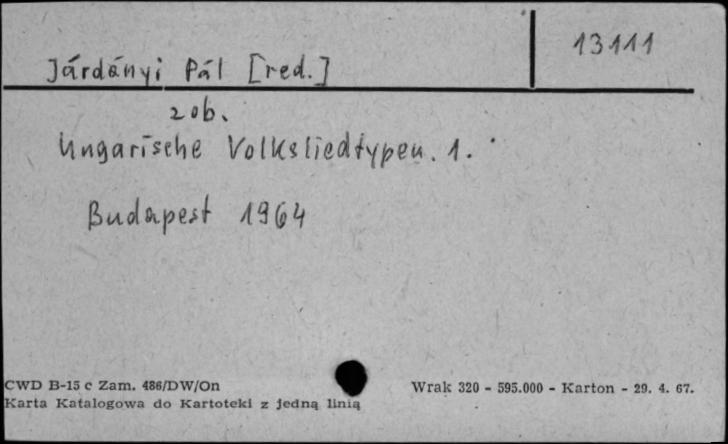 13111
Járdányi Pál [red.]
zob.
Ungarische Volksliedtypen. 1.
Budapest 1964
CWD B-15 c Zam. 486/DW/On
Wrak 320 - 595.000 - Karton - 29. 4. 67.
Karta Katalogowa do Kartoteki z jedną linią